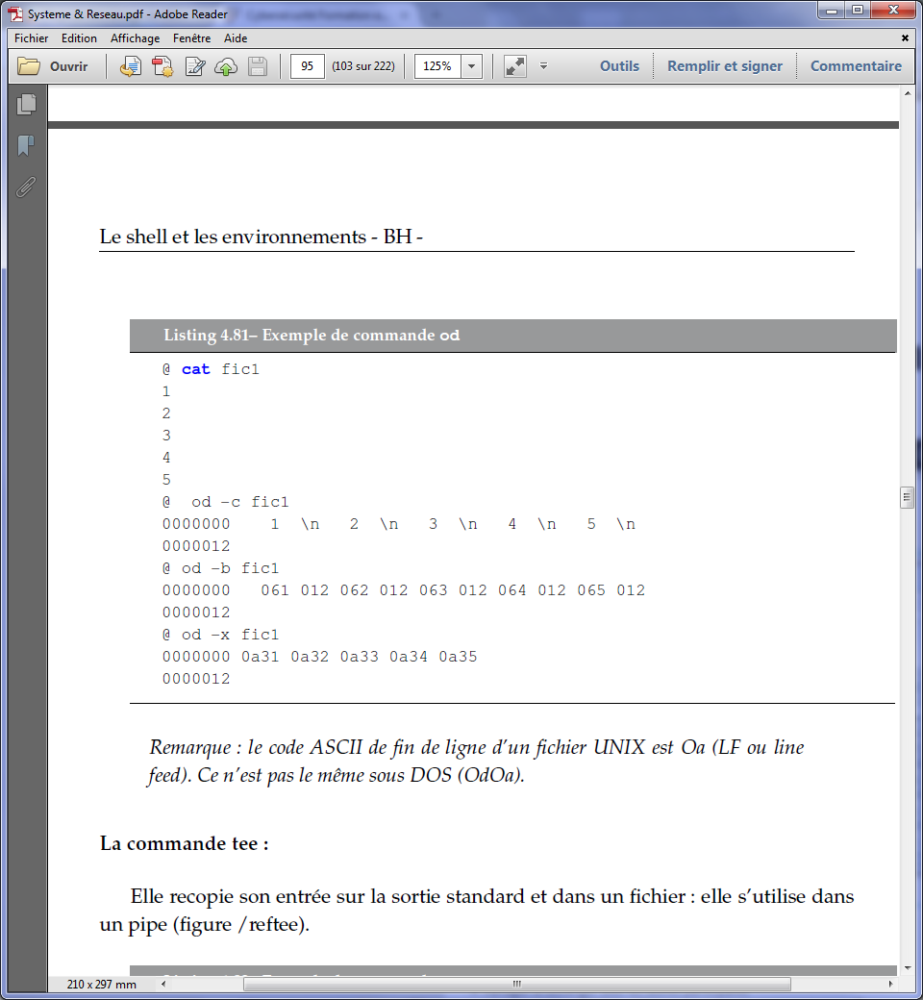 Systeme & Reseau.pdf - Adobe Reader
Fichier Edition Affichage Fenêtre Aide
Ouvrir 95 (103 sur 222) 125% Outils Remplir et signer Commentaire
Le shell et les environnements - BH -
Listing 4.81– Exemple de commande od
@ cat fic1
1
2
3
4
5
@ od -c fic1
0000000 1 \n 2 \n 3 \n 4 \n 5 \n
0000012
@ od -b fic1
0000000 061 012 062 012 063 012 064 012 065 012
0000012
@ od -x fic1
0000000 0a31 0a32 0a33 0a34 0a35
0000012
Remarque : le code ASCII de fin de ligne d'un fichier UNIX est Oa (LF ou line
feed). Ce n'est pas le même sous DOS (OdOa).
La commande tee :
Elle recopie son entrée sur la sortie standard et dans un fichier : elle s'utilise dans
un pipe (figure /reftee).
210 x 297 mm